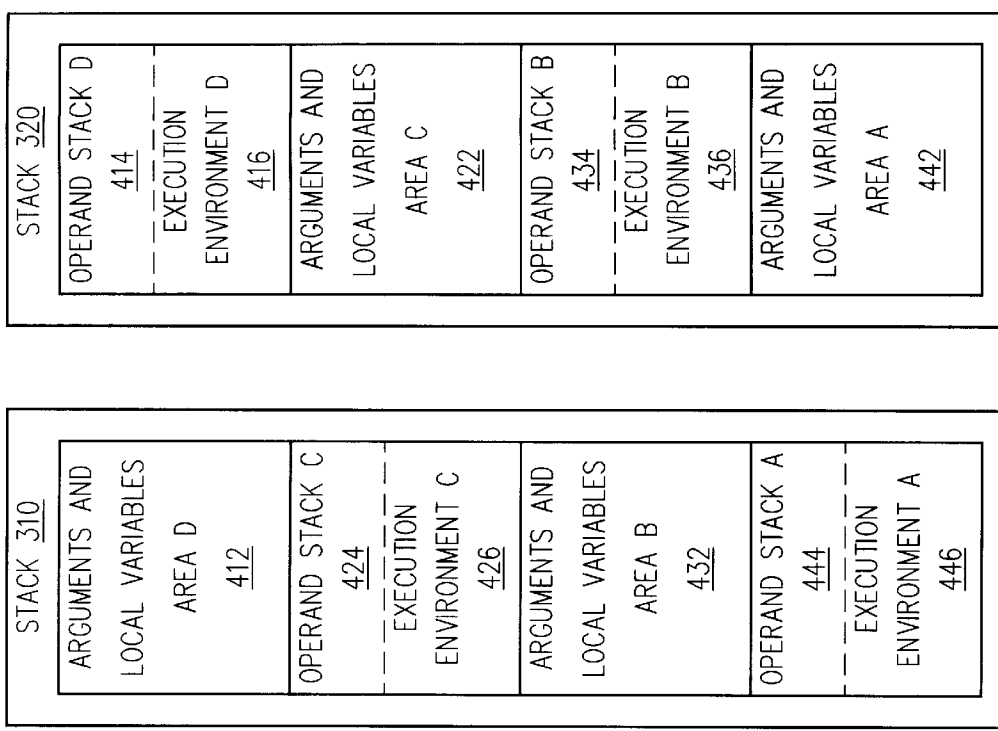 STACK 310
ARGUMENTS AND
LOCAL VARIABLES
AREA D
412
OPERAND STACK C
424
EXECUTION
ENVIRONMENT C
426
ARGUMENTS AND
LOCAL VARIABLES
AREA B
432
OPERAND STACK A
444
EXECUTION
ENVIRONMENT A
446
STACK 320
OPERAND STACK D
414
EXECUTION
ENVIRONMENT D
416
ARGUMENTS AND
LOCAL VARIABLES
AREA C
422
OPERAND STACK B
434
EXECUTION
ENVIRONMENT B
436
ARGUMENTS AND
LOCAL VARIABLES
AREA A
442